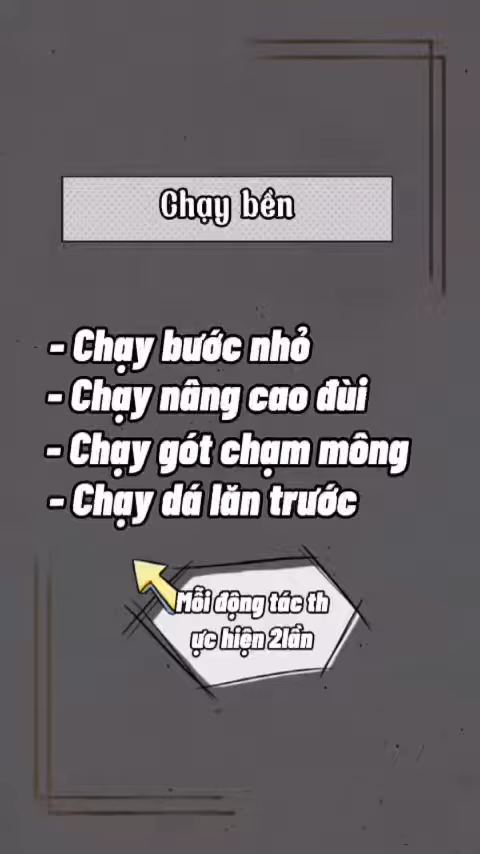 Chạy bền
- Chạy bước nhỏ
- Chạy nâng cao đùi
- Chạy gót chạm mông
- Chạy dá lăn trước
Mỗi động tác th
ực hiện 2lần